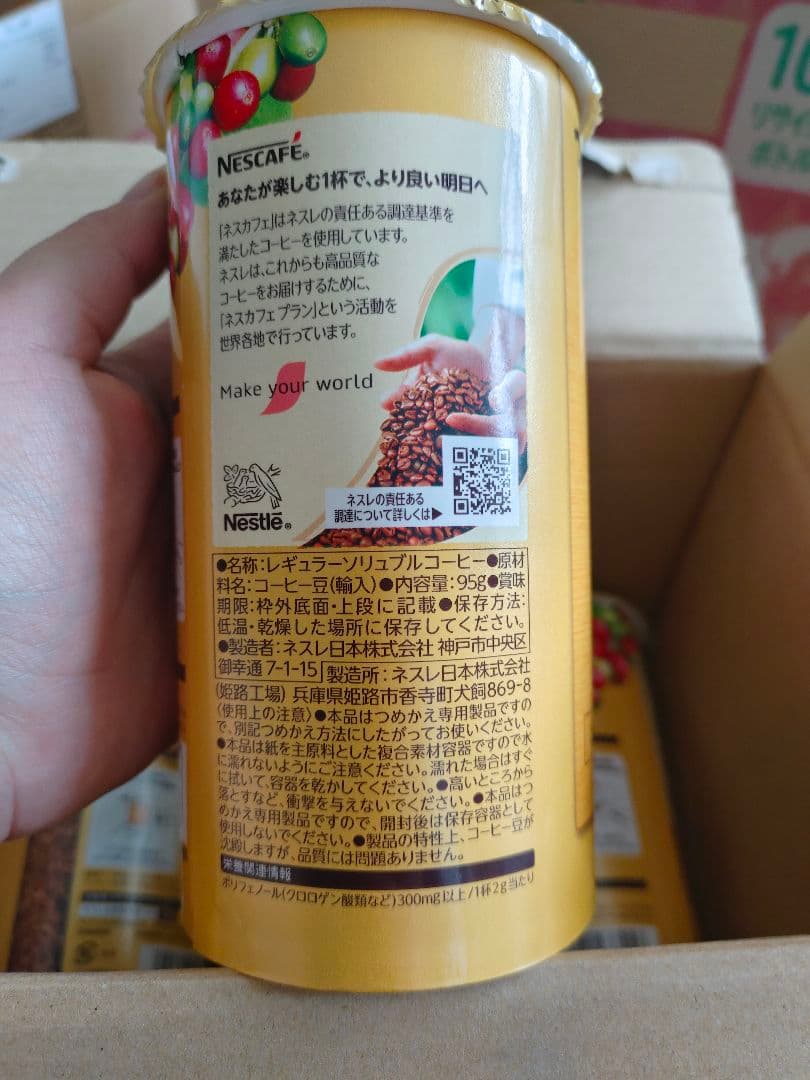 NESCAFÉ®
あなたが楽しむ1杯で、より良い明日へ
「ネスカフェ」はネスレの責任ある調達基準を
満たしたコーヒーを使用しています。
ネスレは、これからも高品質な
コーヒーをお届けするために、
「ネスカフェ プラン」という活動を
世界各地で行っています。
Make your world
Nestlé®
ネスレの責任ある
調達について詳しくは▶
●名称:レギュラーソリュブルコーヒー●原材
料名:コーヒー豆(輸入)●内容量:95g●賞味
期限:枠外底面・上段に記載●保存方法:
低温・乾燥した場所に保存してください。
●製造者:ネスレ日本株式会社 神戸市中央区
御幸通7-1-15 製造所:ネスレ日本株式会社
(姫路工場) 兵庫県姫路市香寺町犬飼869-8
〈使用上の注意〉●本品はつめかえ専用製品ですの
で、別記つめかえ方法にしたがってお使いください。
●本品は紙を主原料とした複合素材容器ですので水
に濡れないようにご注意ください。濡れた場合はすぐ
に拭いて、容器を乾かしてください。●高いところから
落とすなど、衝撃を与えないでください。●本品はつ
めかえ専用製品ですので、開封後は保存容器として
使用しないでください。●製品の特性上、コーヒー豆が
沈殿しますが、品質には問題ありません。
栄養関連情報
ポリフェノール(クロロゲン酸類など)300mg以上/1杯2g当たり